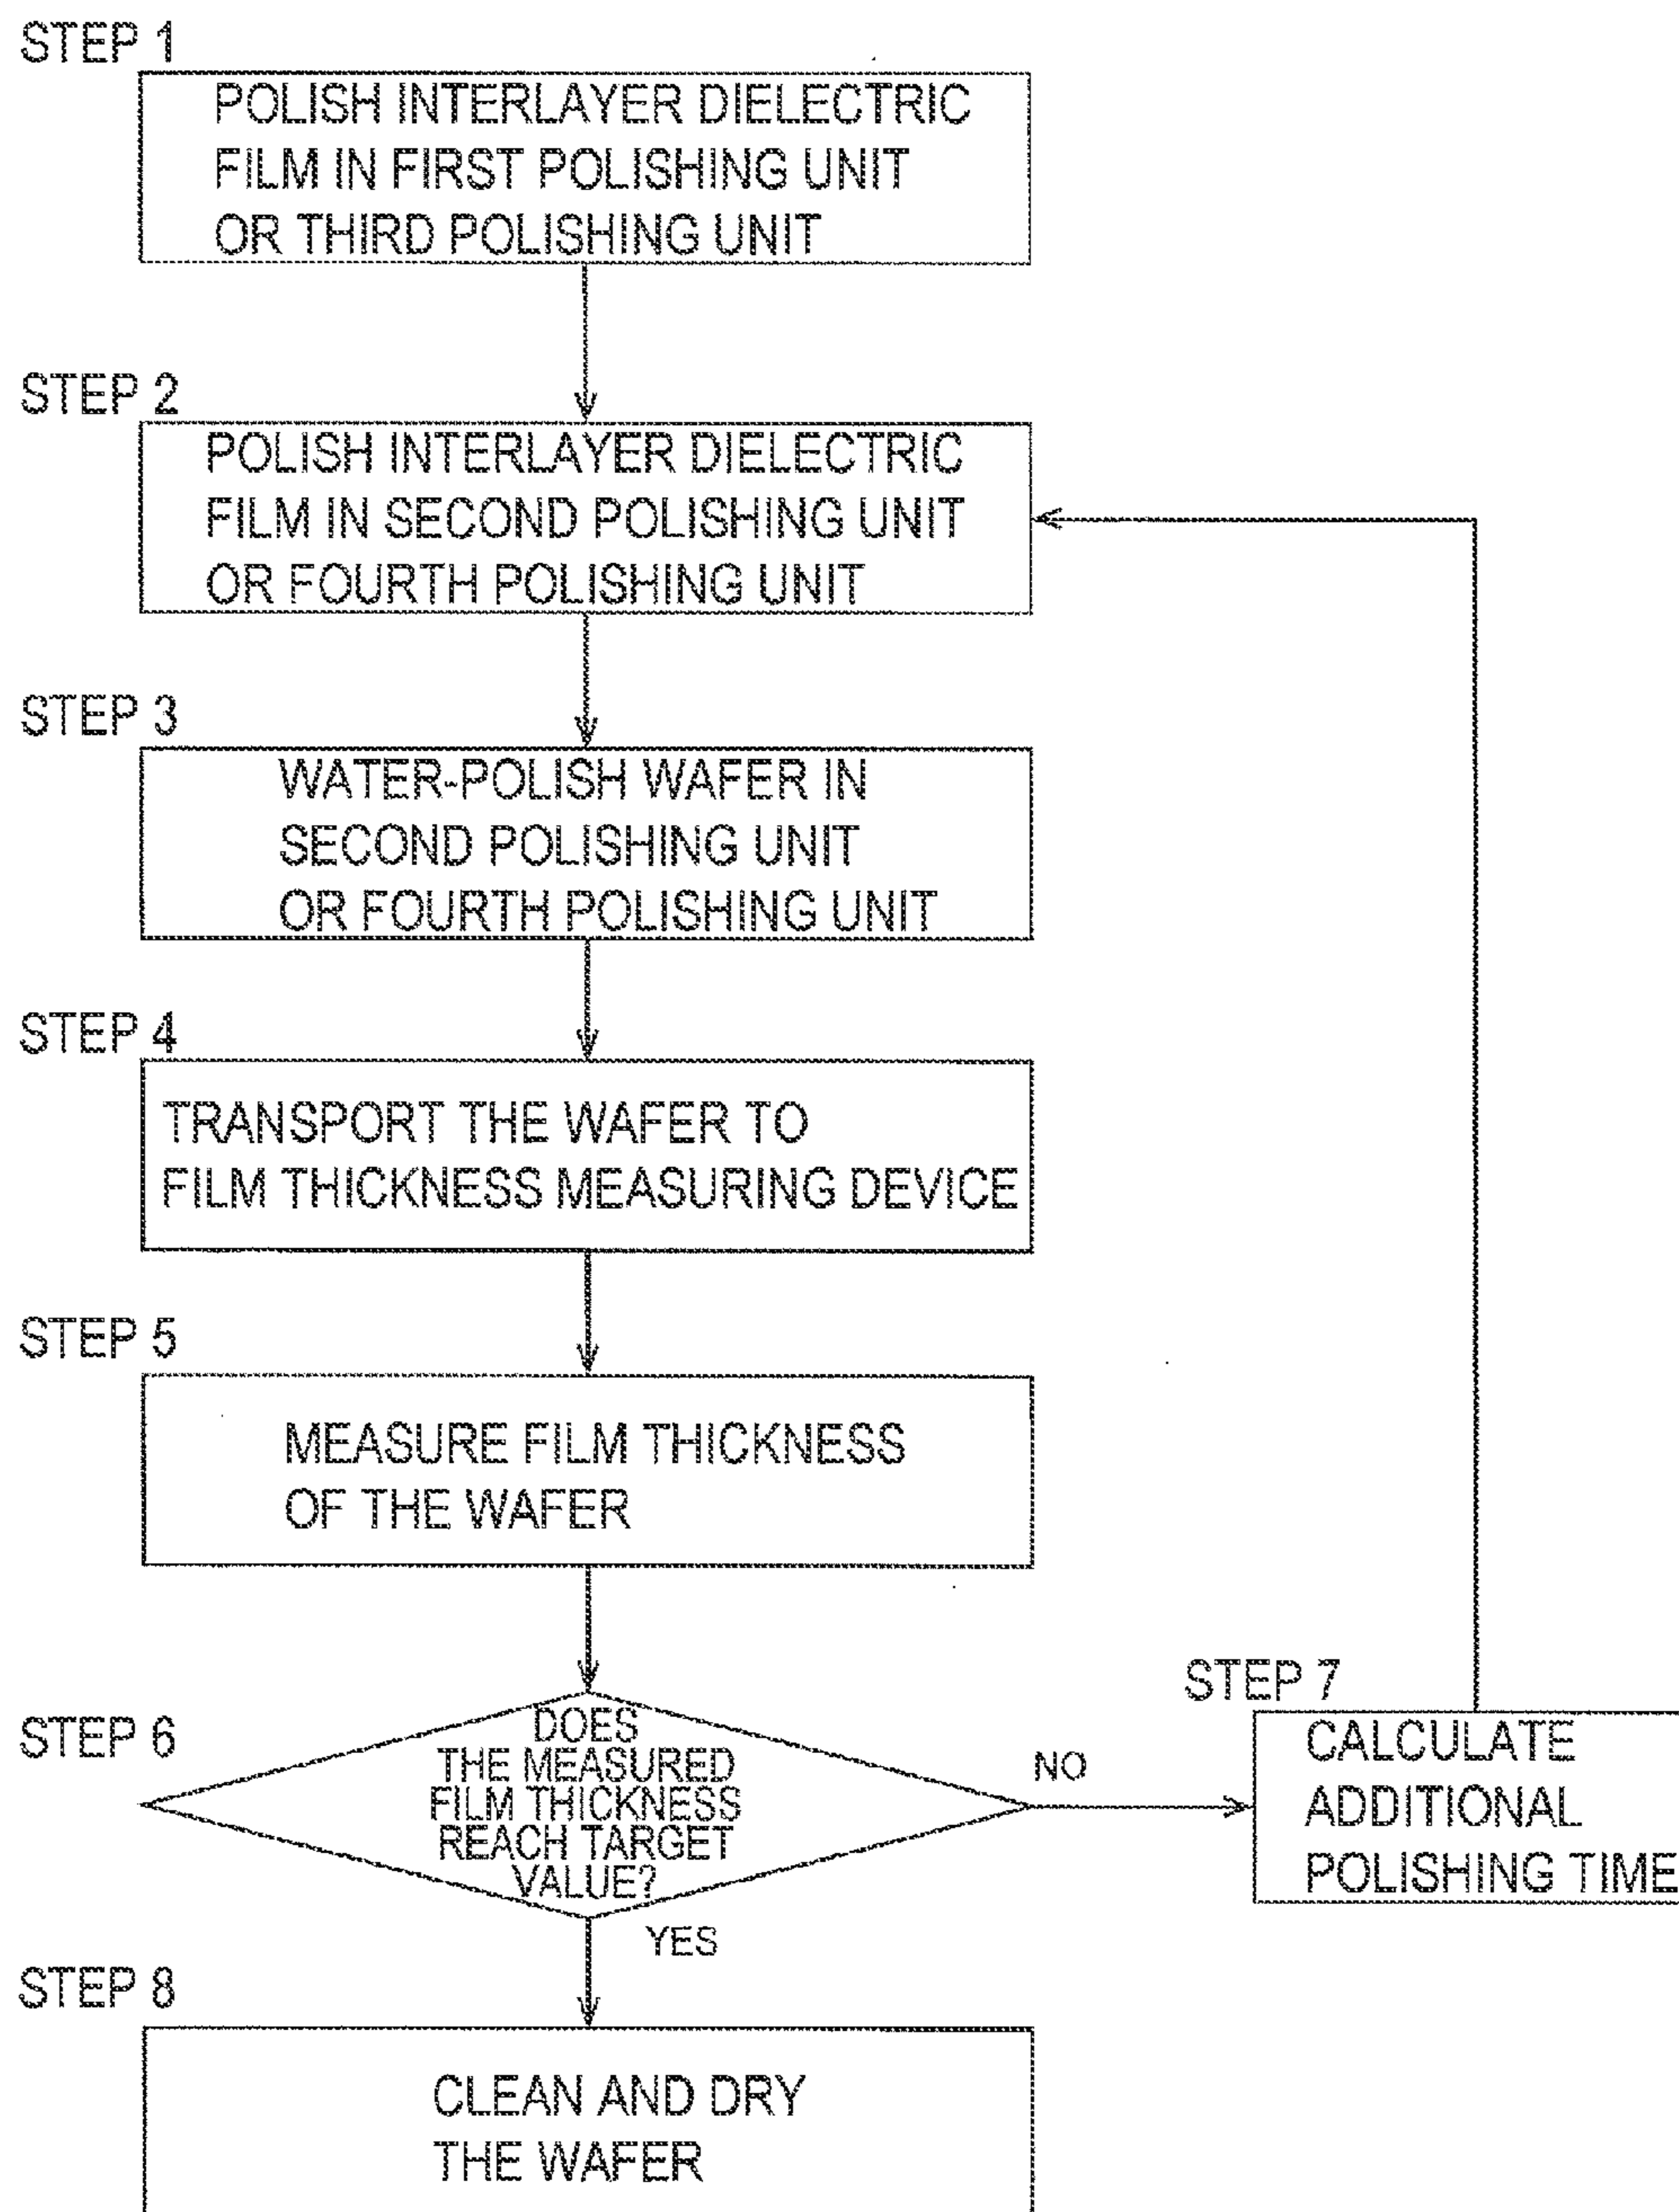 STEP 1
POLISH INTERLAYER DIELECTRIC
FILM IN FIRST POLISHING UNIT
OR THIRD POLISHING UNIT
STEP 2
POLISH INTERLAYER DIELECTRIC
FILM IN SECOND POLISHING UNIT
OR FOURTH POLISHING UNIT
STEP 3
WATER-POLISH WAFER IN
SECOND POLISHING UNIT
OR FOURTH POLISHING UNIT
STEP 4
TRANSPORT THE WAFER TO
FILM THICKNESS MEASURING DEVICE
STEP 5
MEASURE FILM THICKNESS
OF THE WAFER
STEP 6
DOES
THE MEASURED
FILM THICKNESS
REACH TARGET
VALUE?
NO
STEP 7
CALCULATE
ADDITIONAL
POLISHING TIME
YES
STEP 8
CLEAN AND DRY
THE WAFER